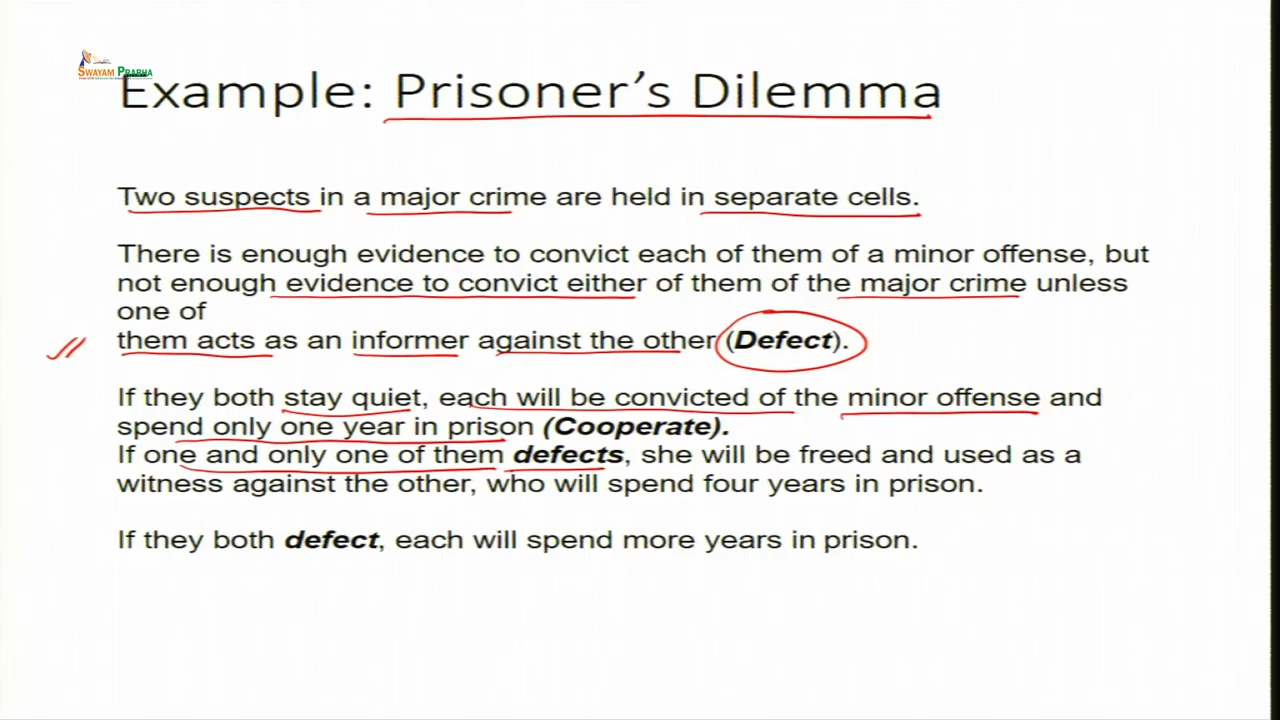 SWAYAM PRABHA
Example: Prisoner's Dilemma
Two suspects in a major crime are held in separate cells.
There is enough evidence to convict each of them of a minor offense, but
not enough evidence to convict either of them of the major crime unless
one of
them acts as an informer against the other (Defect).
If they both stay quiet, each will be convicted of the minor offense and
spend only one year in prison (Cooperate).
If one and only one of them defects, she will be freed and used as a
witness against the other, who will spend four years in prison.
If they both defect, each will spend more years in prison.